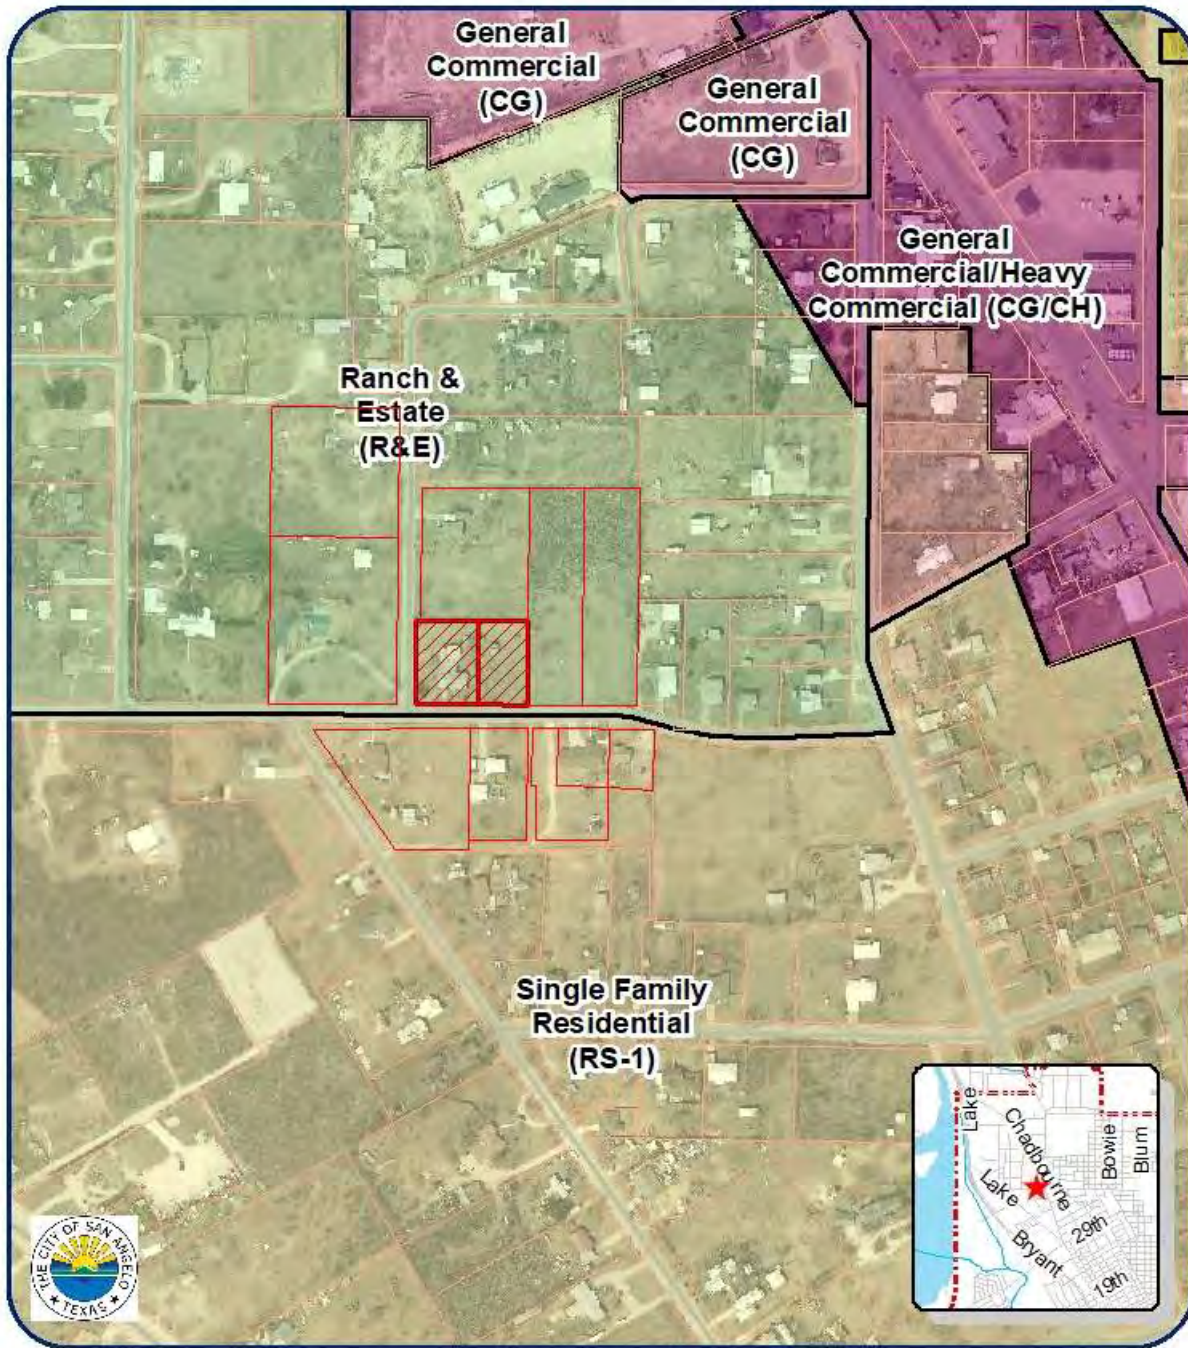 General
Commercial
(CG)
General
Commercial
(CG)
General
Commercial/Heavy
Commercial (CG/CH)
Ranch &
Estate
(R&E)
Single Family
Residential
(RS-1)
Lake
Chadbourne
Bowie
Blum
Lake
Bryant
29th
19th
THE CITY OF SAN ANGELO
TEXAS